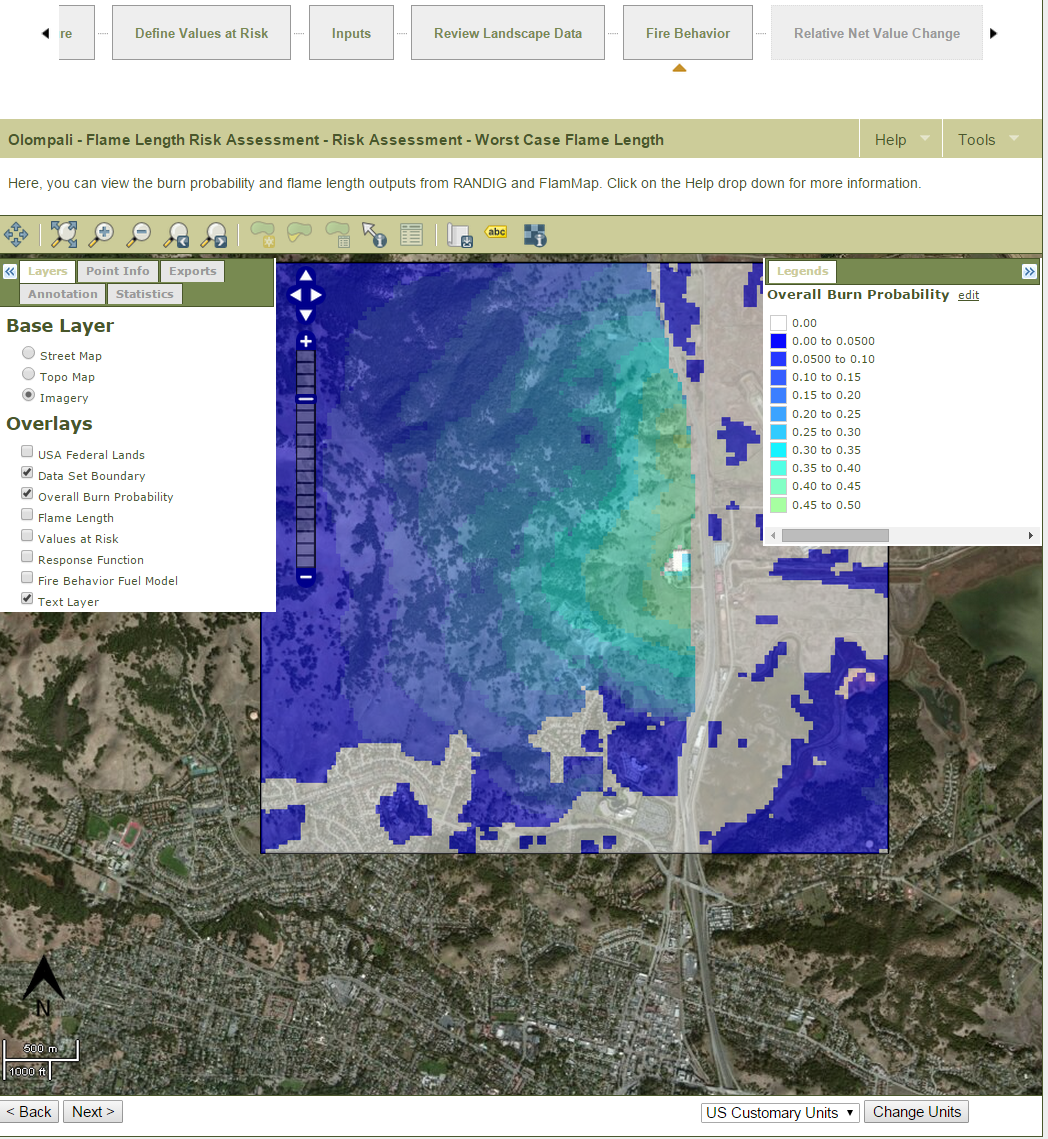 re
Define Values at Risk
Inputs
Review Landscape Data
Fire Behavior
Relative Net Value Change
Olompali - Flame Length Risk Assessment - Risk Assessment - Worst Case Flame Length
Help
Tools
Here, you can view the burn probability and flame length outputs from RANDIG and FlamMap. Click on the Help drop down for more information.
abc
Layers
Point Info
Exports
Annotation
Statistics
Base Layer
Street Map
Topo Map
Imagery
Overlays
USA Federal Lands
Data Set Boundary
Overall Burn Probability
Flame Length
Values at Risk
Response Function
Fire Behavior Fuel Model
Text Layer
Legends
Overall Burn Probability edit
0.00
0.00 to 0.0500
0.0500 to 0.10
0.10 to 0.15
0.15 to 0.20
0.20 to 0.25
0.25 to 0.30
0.30 to 0.35
0.35 to 0.40
0.40 to 0.45
0.45 to 0.50
N
500 m
1000 ft
< Back
Next >
US Customary Units
Change Units